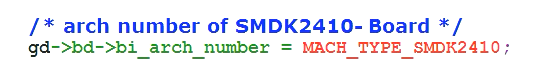 /* arch number of SMDK2410-Board */
gd->bd->bi_arch_number = MACH_TYPE_SMDK2410;